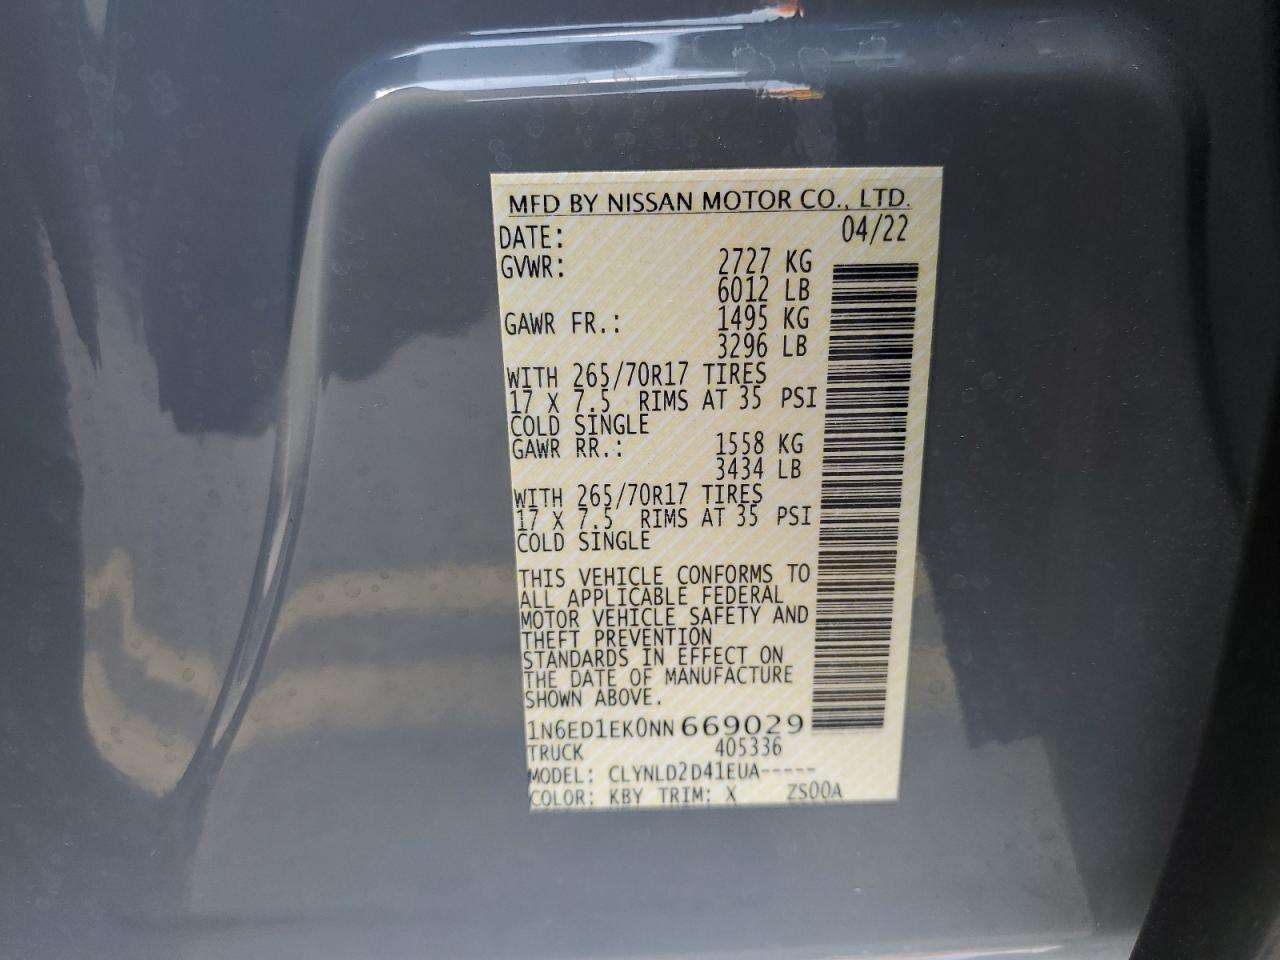 MFD BY NISSAN MOTOR CO., LTD.
DATE: 04/22
GVWR: 2727 KG
6012 LB
GAWR FR.: 1495 KG
3296 LB
WITH 265/70R17 TIRES
17 X 7.5 RIMS AT 35 PSI
COLD SINGLE
GAWR RR.: 1558 KG
3434 LB
WITH 265/70R17 TIRES
17 X 7.5 RIMS AT 35 PSI
COLD SINGLE
THIS VEHICLE CONFORMS TO
ALL APPLICABLE FEDERAL
MOTOR VEHICLE SAFETY AND
THEFT PREVENTION
STANDARDS IN EFFECT ON
THE DATE OF MANUFACTURE
SHOWN ABOVE.
1N6ED1EK0NN669029
TRUCK 405336
MODEL: CLYNLD2D41EUA-----
COLOR: KBY TRIM: X ZS00A